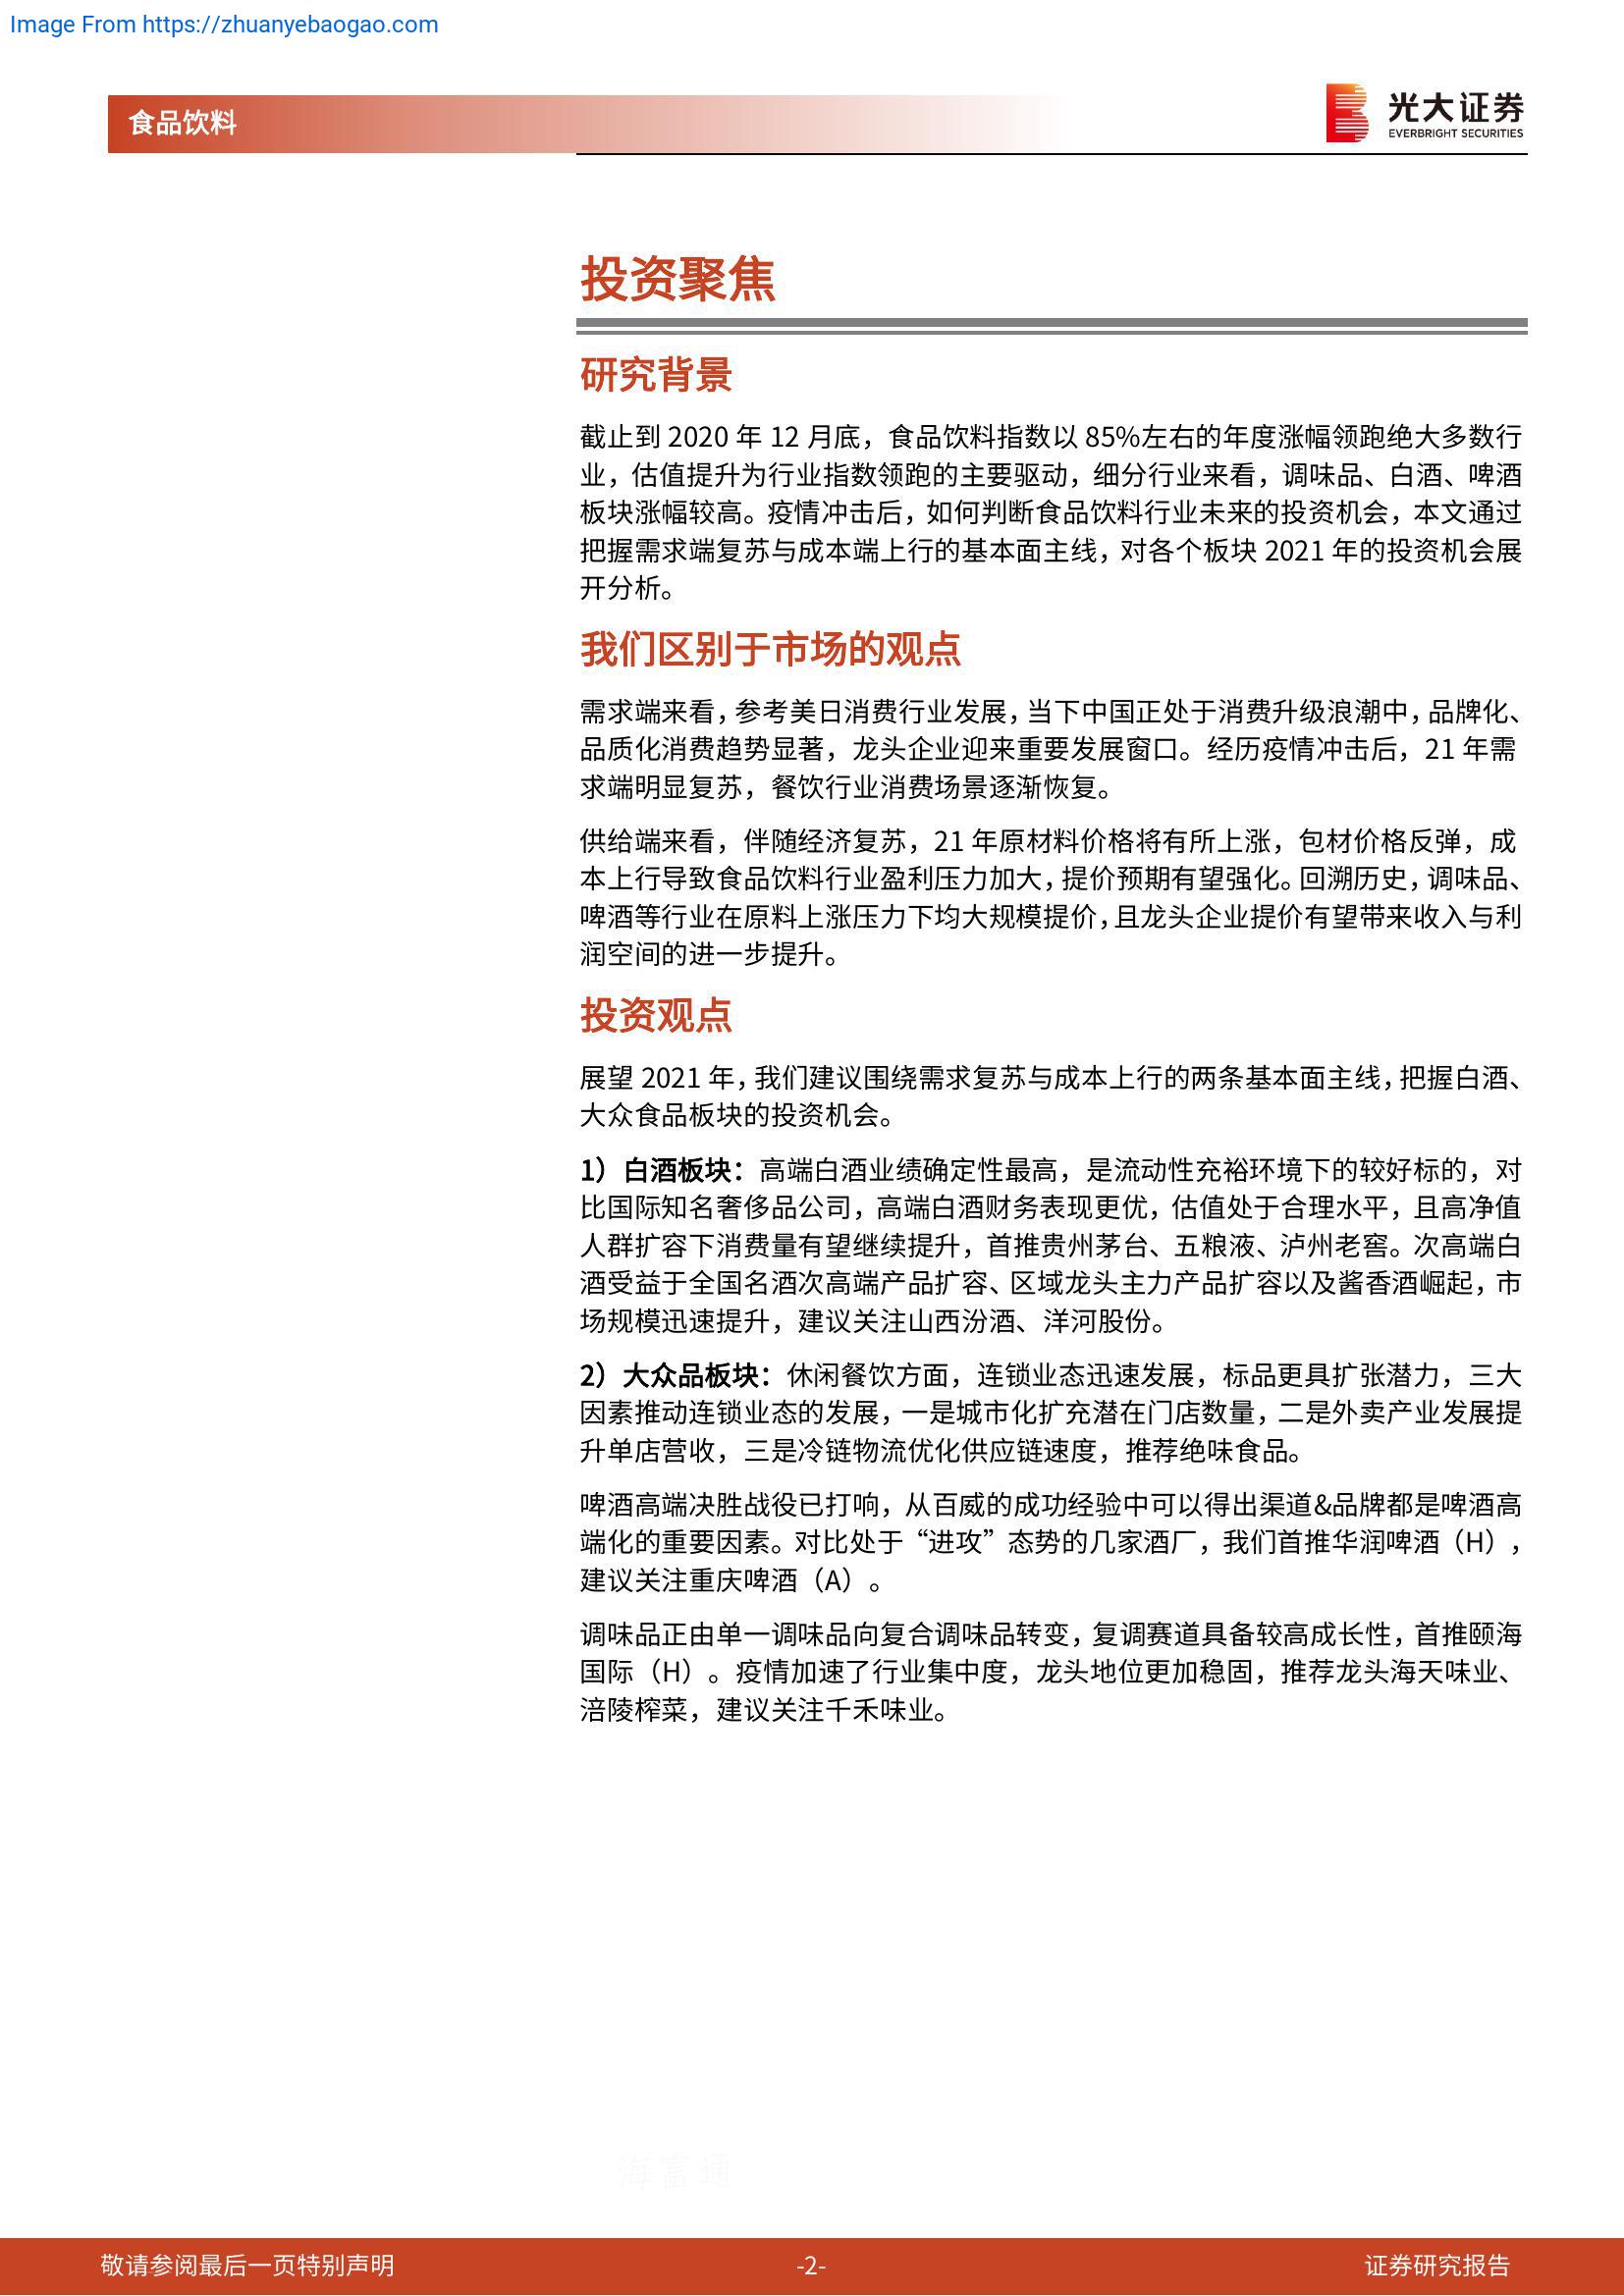 Image From https://zhuanyebaogao.com
食品饮料
光大证券
EVERBRIGHT SECURITIES
投资聚焦
研究背景
截止到 2020 年 12 月底，食品饮料指数以 85%左右的年度涨幅领跑绝大多数行
业，估值提升为行业指数领跑的主要驱动，细分行业来看，调味品、白酒、啤酒
板块涨幅较高。疫情冲击后，如何判断食品饮料行业未来的投资机会，本文通过
把握需求端复苏与成本端上行的基本面主线，对各个板块 2021 年的投资机会展
开分析。
我们区别于市场的观点
需求端来看，参考美日消费行业发展，当下中国正处于消费升级浪潮中，品牌化、
品质化消费趋势显著，龙头企业迎来重要发展窗口。经历疫情冲击后，21 年需
求端明显复苏，餐饮行业消费场景逐渐恢复。
供给端来看，伴随经济复苏，21 年原材料价格将有所上涨，包材价格反弹，成
本上行导致食品饮料行业盈利压力加大，提价预期有望强化。回溯历史，调味品、
啤酒等行业在原料上涨压力下均大规模提价，且龙头企业提价有望带来收入与利
润空间的进一步提升。
投资观点
展望 2021 年，我们建议围绕需求复苏与成本上行的两条基本面主线，把握白酒、
大众食品板块的投资机会。
1）白酒板块：高端白酒业绩确定性最高，是流动性充裕环境下的较好标的，对
比国际知名奢侈品公司，高端白酒财务表现更优，估值处于合理水平，且高净值
人群扩容下消费量有望继续提升，首推贵州茅台、五粮液、泸州老窖。次高端白
酒受益于全国名酒次高端产品扩容、区域龙头主力产品扩容以及酱香酒崛起，市
场规模迅速提升，建议关注山西汾酒、洋河股份。
2）大众品板块：休闲餐饮方面，连锁业态迅速发展，标品更具扩张潜力，三大
因素推动连锁业态的发展，一是城市化扩充潜在门店数量，二是外卖产业发展提
升单店营收，三是冷链物流优化供应链速度，推荐绝味食品。
啤酒高端决胜战役已打响，从百威的成功经验中可以得出渠道&品牌都是啤酒高
端化的重要因素。对比处于“进攻”态势的几家酒厂，我们首推华润啤酒（H），
建议关注重庆啤酒（A）。
调味品正由单一调味品向复合调味品转变，复调赛道具备较高成长性，首推颐海
国际（H）。疫情加速了行业集中度，龙头地位更加稳固，推荐龙头海天味业、
涪陵榨菜，建议关注千禾味业。
海富通
敬请参阅最后一页特别声明
-2-
证券研究报告